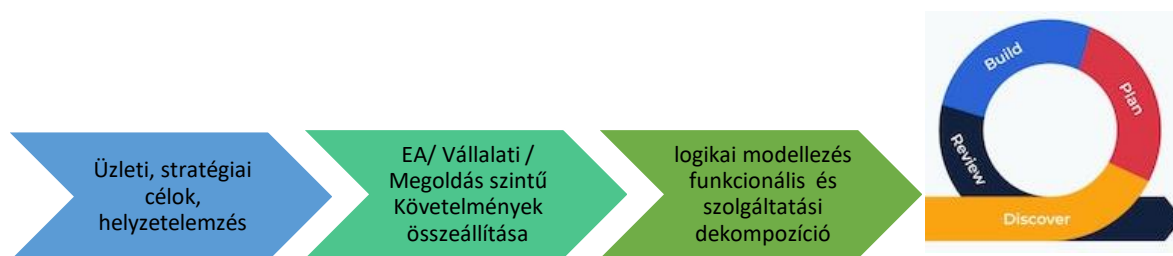 Üzleti, stratégiai
célok,
helyzetelemzés
EA/ Vállalati /
Megoldás szintű
Követelmények
összeállítása
logikai modellezés
funkcionális és
szolgáltatási
dekompozíció
Build
Plan
Review
Discover